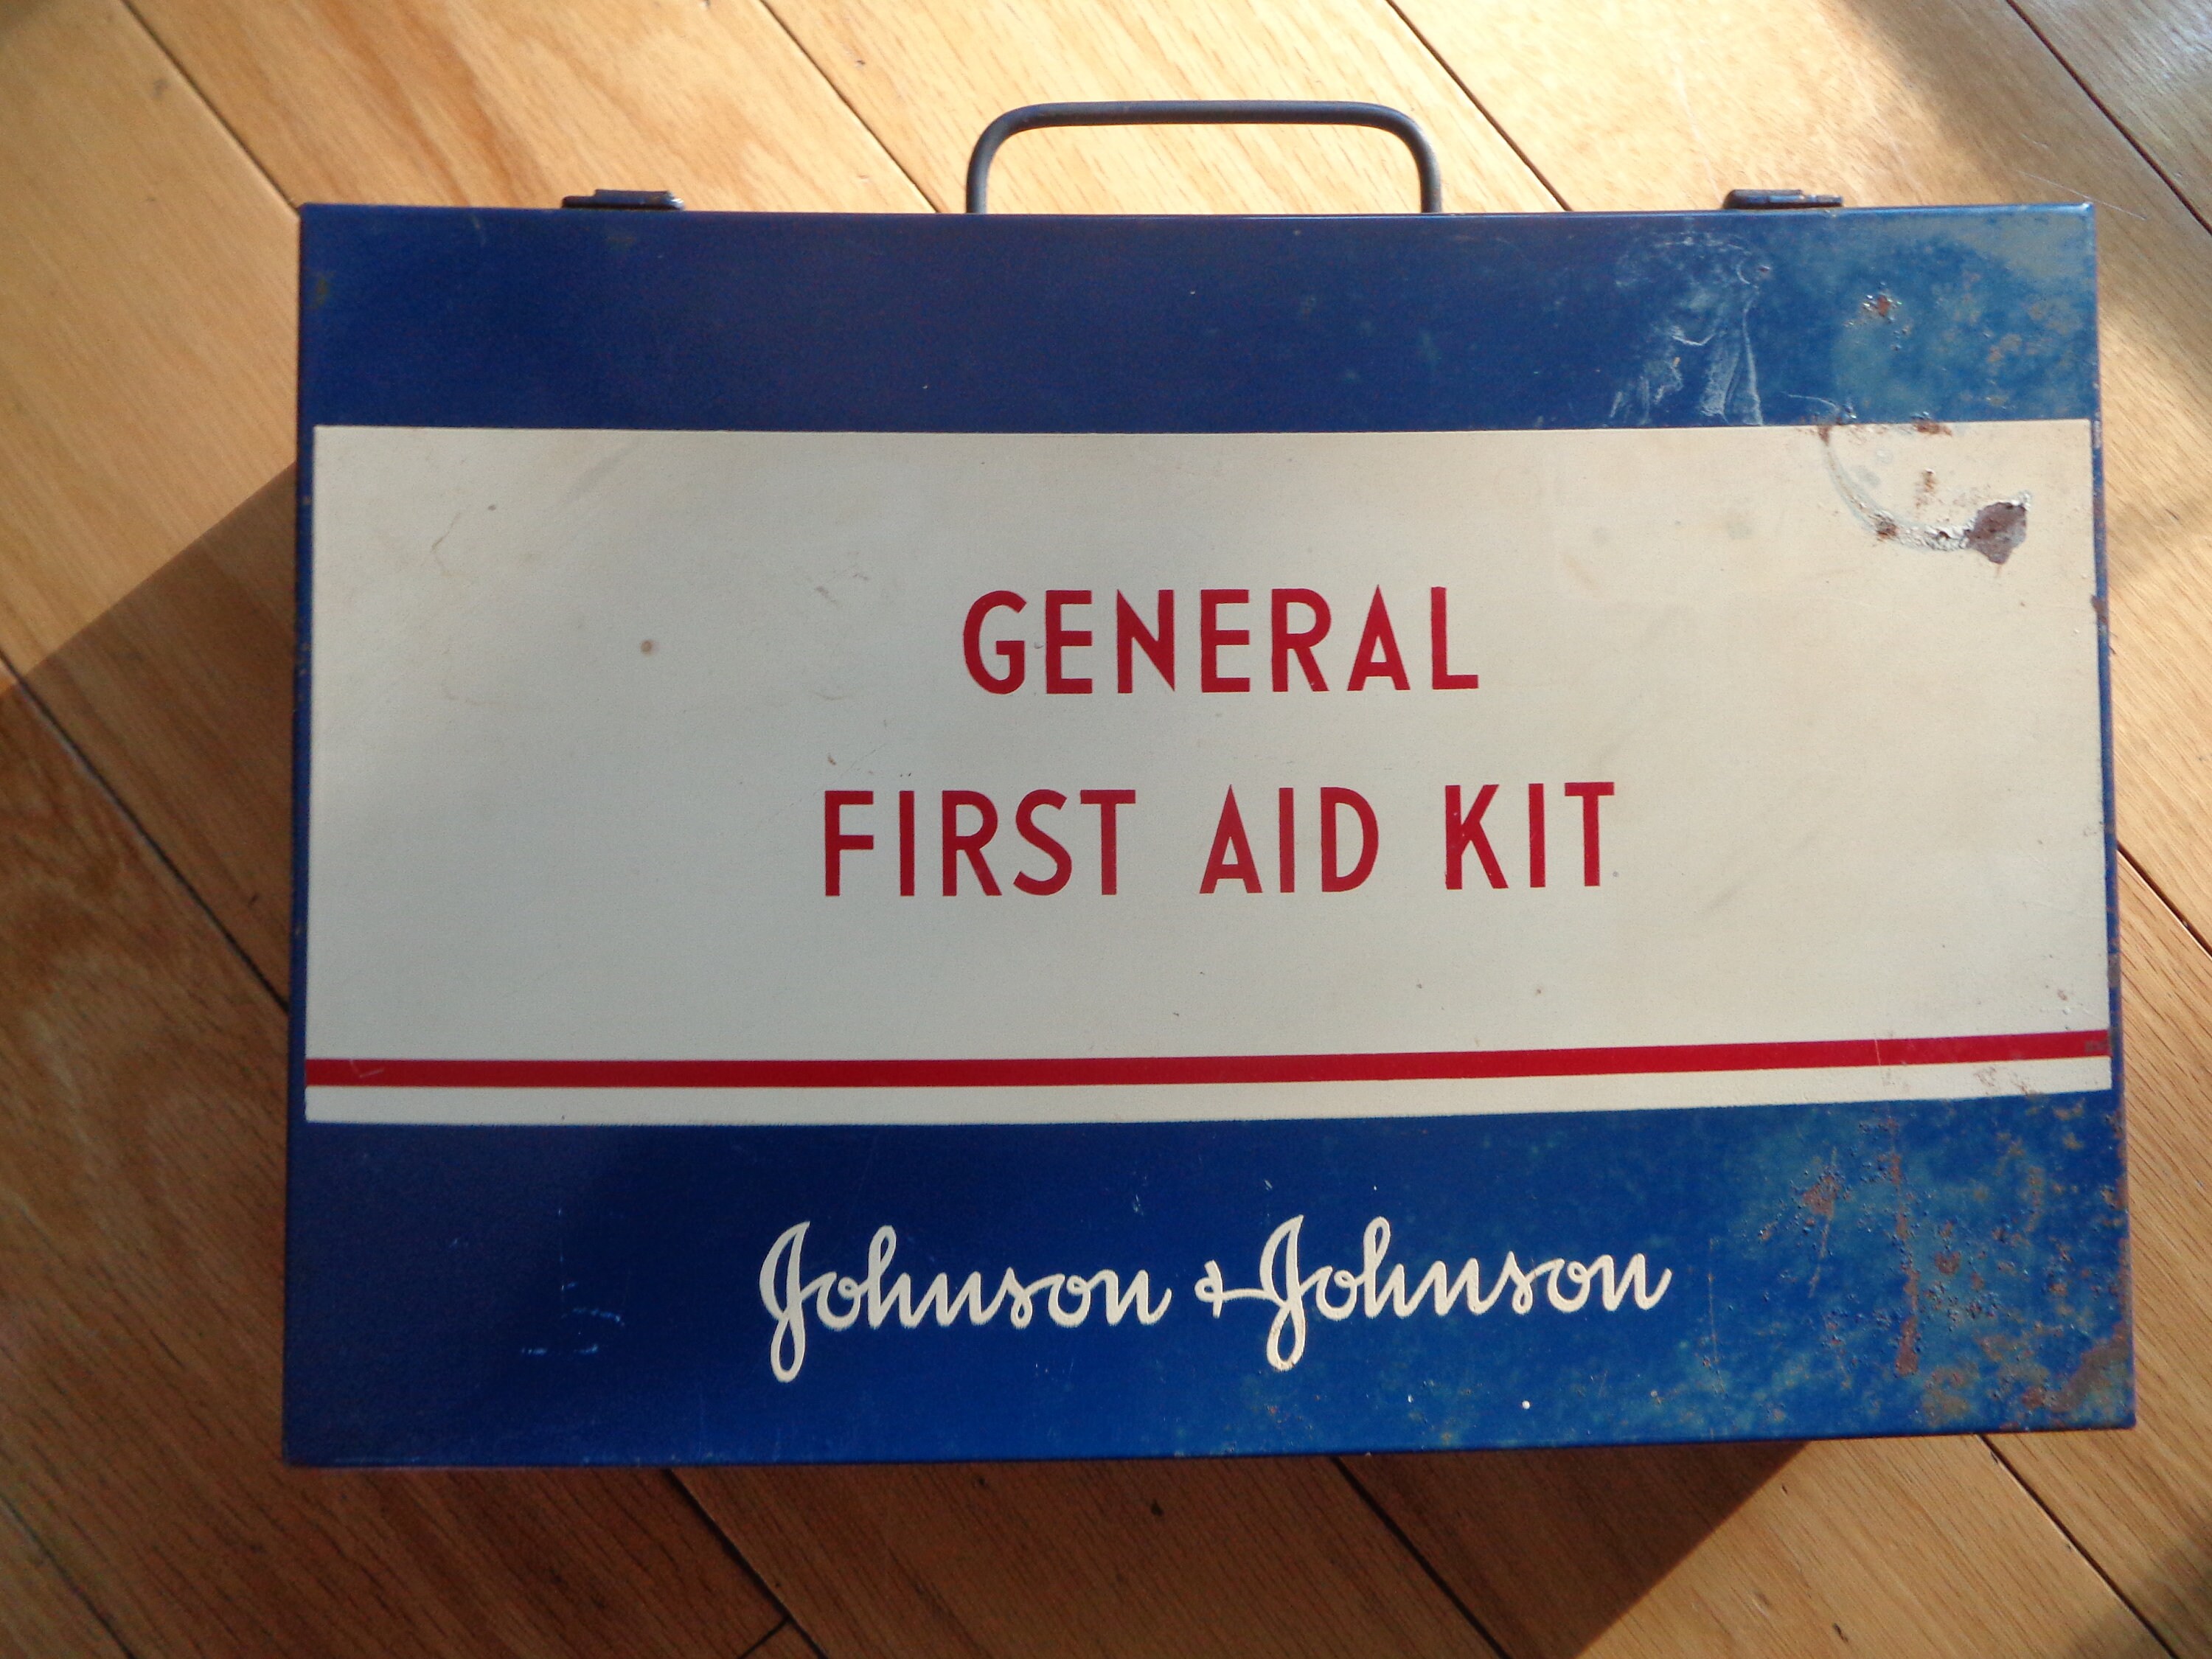 GENERAL
FIRST AID KIT
Johnson & Johnson